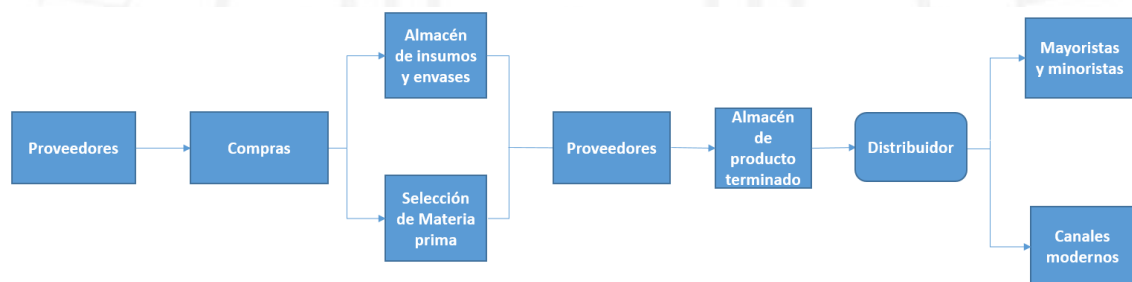 Proveedores
Compras
Almacén
de insumos
y envases
Selección
de Materia
prima
Proveedores
Almacén
de
producto
terminado
Distribuidor
Mayoristas
y minoristas
Canales
modernos